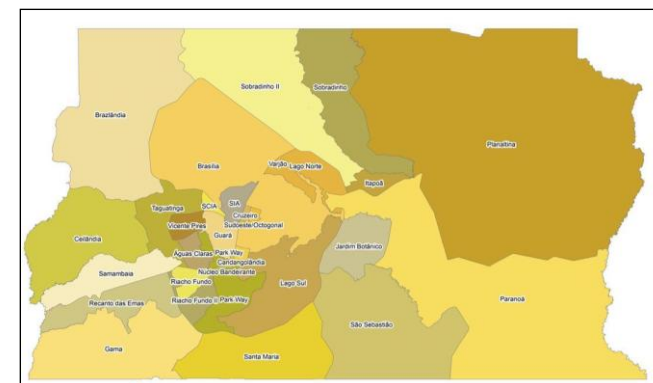 Sobradinho II
Sobradinho
Brazlândia
Planaltina
Brasília
Varjão
Lago Norte
Itapoã
Taguatinga
SCIA
SIA
Cruzeiro
Vicente Pires
Sudoeste/Octogonal
Ceilândia
Guará
Jardim Botânico
Águas Claras
Park Way
Candangolândia
Samambaia
Núcleo Bandeirante
Riacho Fundo
Lago Sul
Recanto das Emas
Riacho Fundo II
Park Way
Paranoá
São Sebastião
Gama
Santa Maria